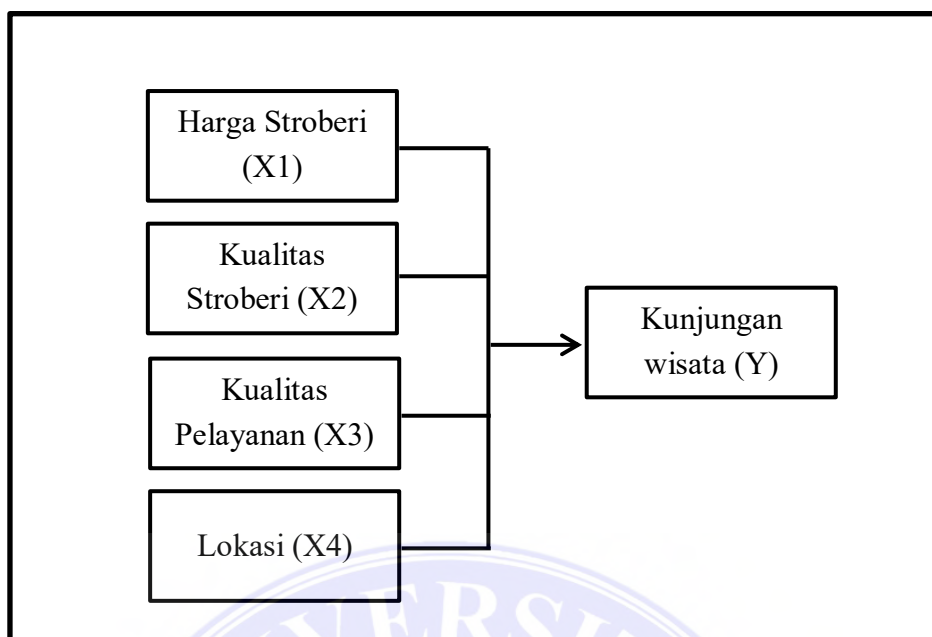 Harga Stroberi
(X1)
Kualitas
Stroberi (X2)
Kualitas
Pelayanan (X3)
Lokasi (X4)
Kunjungan
wisata (Y)